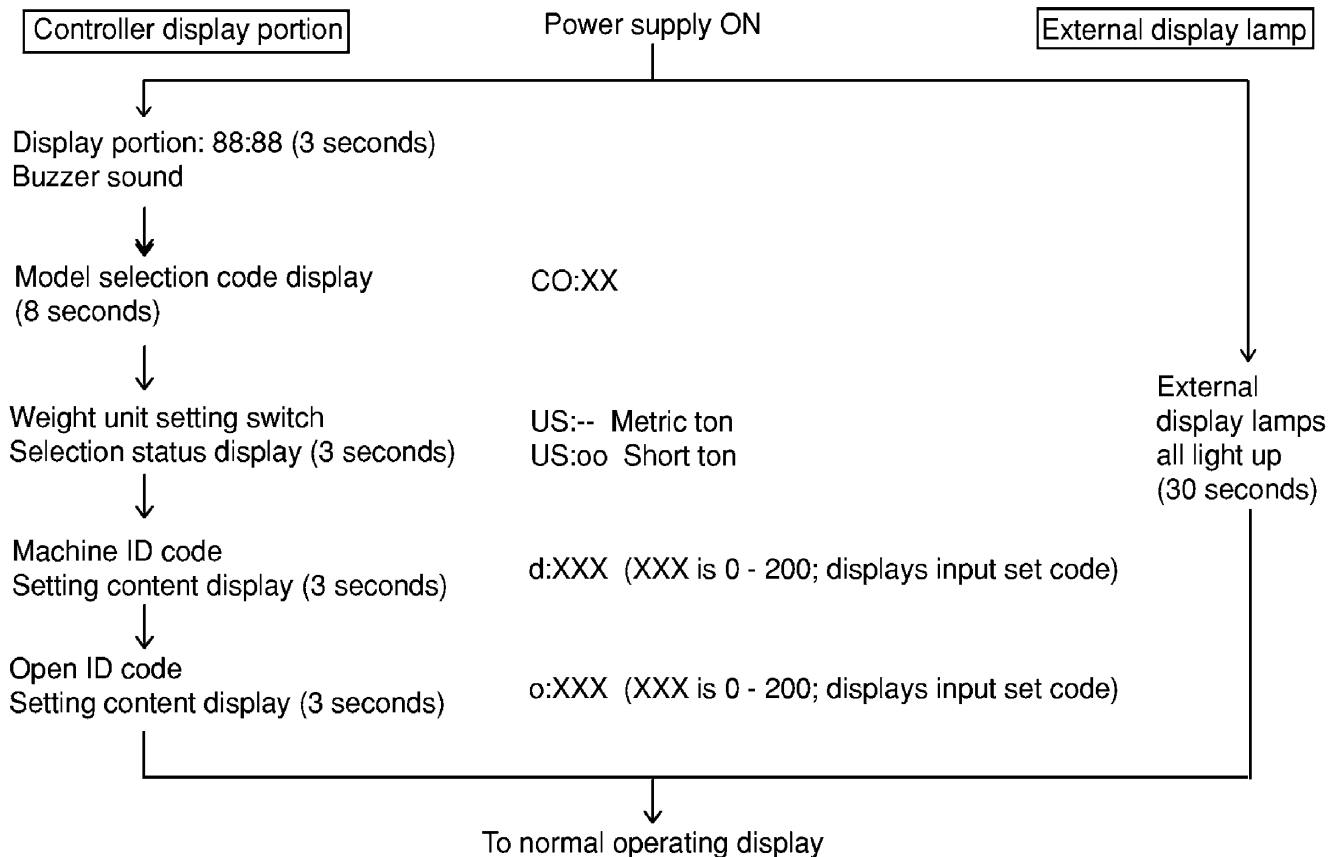 Controller display portion
Power supply ON
External display lamp
Display portion: 88:88 (3 seconds)
Buzzer sound
Model selection code display
(8 seconds)
CO:XX
Weight unit setting switch
Selection status display (3 seconds)
US:-- Metric ton
US:oo Short ton
External
display lamps
all light up
(30 seconds)
Machine ID code
Setting content display (3 seconds)
d:XXX (XXX is 0 - 200; displays input set code)
Open ID code
Setting content display (3 seconds)
o:XXX (XXX is 0 - 200; displays input set code)
To normal operating display